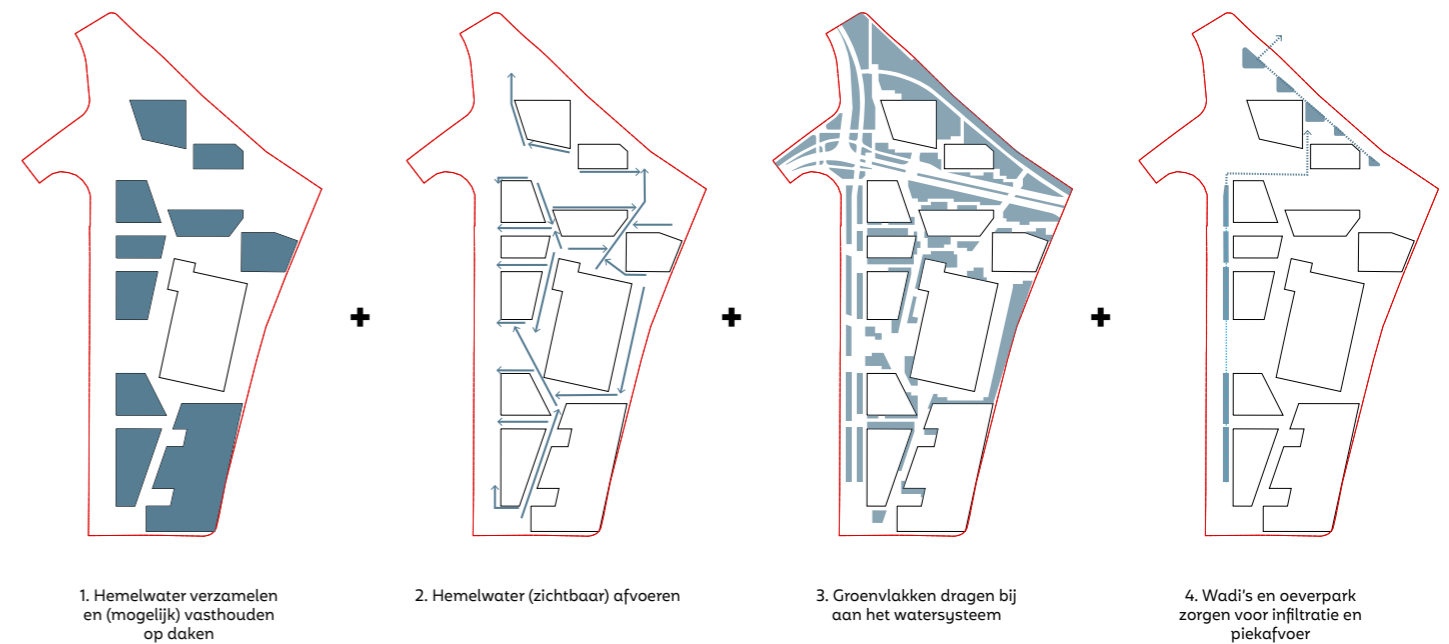 1. Hemelwater verzamelen
en (mogelijk) vasthouden
op daken
2. Hemelwater (zichtbaar) afvoeren
3. Groenvlakken dragen bij
aan het watersysteem
4. Wadi's en oeverpark
zorgen voor infiltratie en
piekafvoer